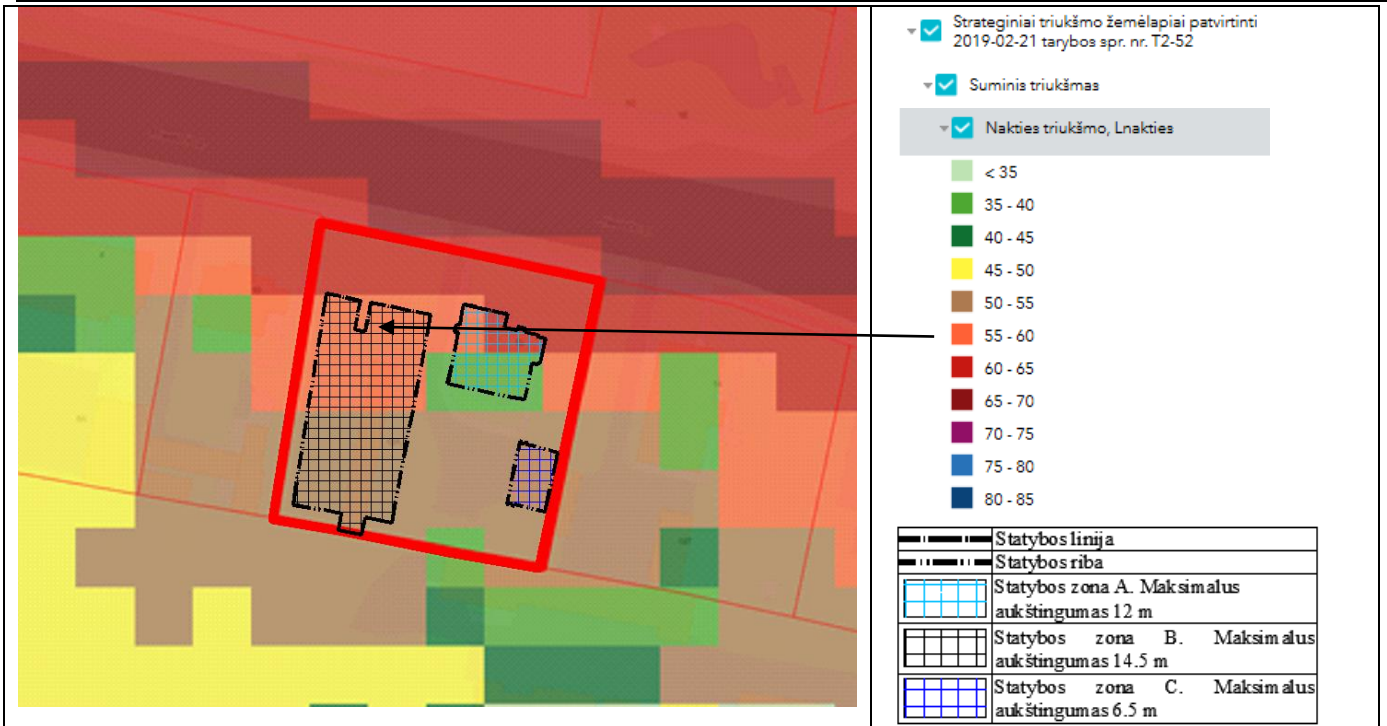 Strateginiai triukšmo žemėlapiai patvirtinti
2019-02-21 tarybos spr. nr. T2-52
Suminis triukšmas
Nakties triukšmo, Lnakties
< 35
35 - 40
40 - 45
45 - 50
50 - 55
55 - 60
60 - 65
65 - 70
70 - 75
75 - 80
80 - 85
Statybos linija
Statybos riba
Statybos zona A. Maksimalus
aukštingumas 12 m
Statybos zona B. Maksimalus
aukštingumas 14.5 m
Statybos zona C. Maksimalus
aukštingumas 6.5 m